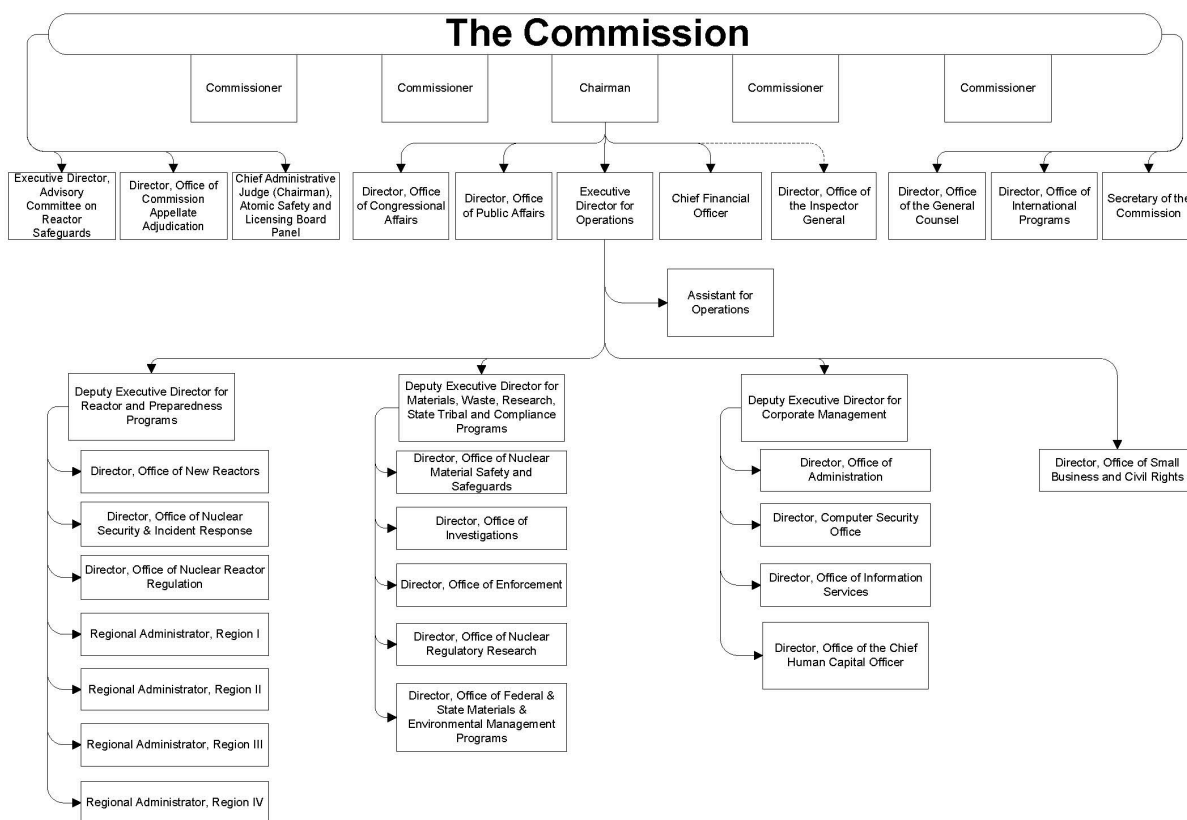 The Commission
Commissioner
Commissioner
Chairman
Commissioner
Commissioner
Executive Director,
Advisory
Committee on
Reactor
Safeguards
Director, Office of
Commission
Appellate
Adjudication
Chief Administrative
Judge (Chairman),
Atomic Safety and
Licensing Board
Panel
Director, Office
of Congressional
Affairs
Director, Office
of Public Affairs
Executive
Director for
Operations
Chief Financial
Officer
Director, Office of
the Inspector
General
Director, Office
of the General
Counsel
Director, Office of
International
Programs
Secretary of the
Commission
Assistant for
Operations
Deputy Executive Director for
Reactor and Preparedness
Programs
Director, Office of New Reactors
Director, Office of Nuclear
Security & Incident Response
Director, Office of Nuclear Reactor
Regulation
Regional Administrator, Region I
Regional Administrator, Region II
Regional Administrator, Region III
Regional Administrator, Region IV
Deputy Executive Director for
Materials, Waste, Research,
State Tribal and Compliance
Programs
Director, Office of Nuclear
Material Safety and
Safeguards
Director, Office of
Investigations
Director, Office of Enforcement
Director, Office of Nuclear
Regulatory Research
Director, Office of Federal &
State Materials &
Environmental Management
Programs
Deputy Executive Director for
Corporate Management
Director, Office of
Administration
Director, Computer Security
Office
Director, Office of Information
Services
Director, Office of the Chief
Human Capital Officer
Director, Office of Small
Business and Civil Rights